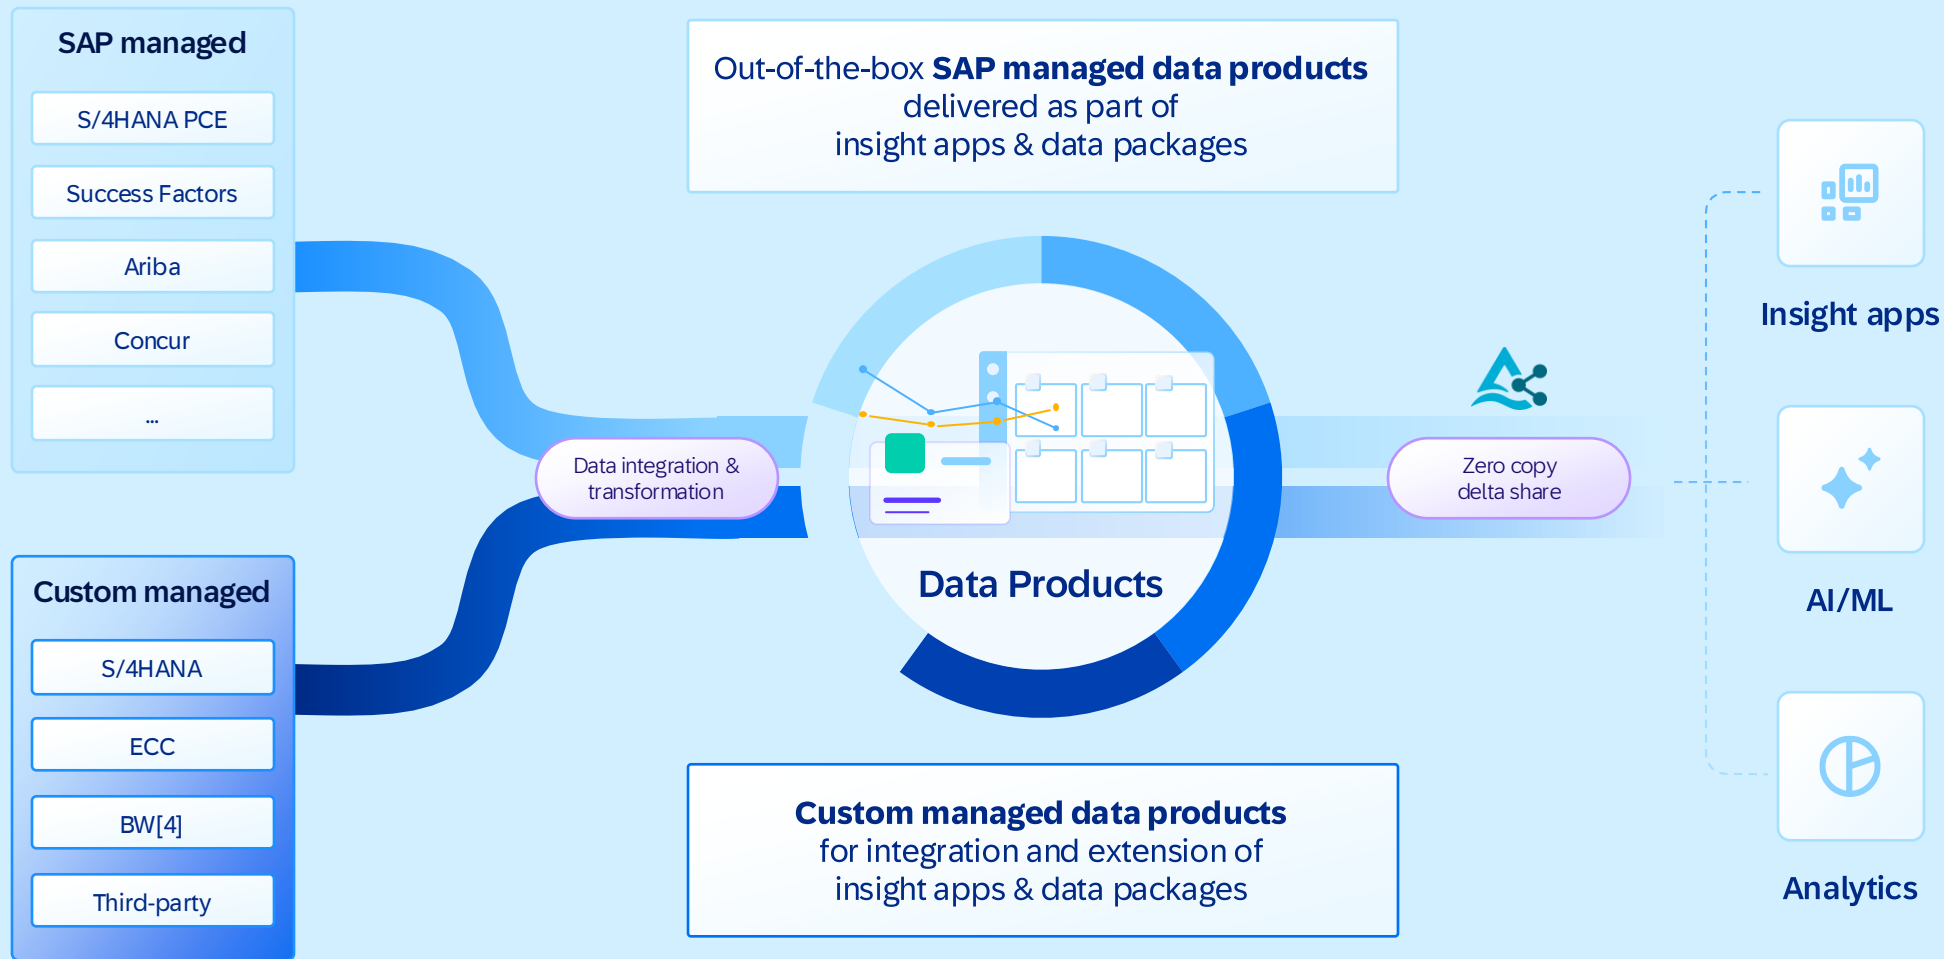 SAP managed
S/4HANA PCE
Success Factors
Ariba
Concur
...
Custom managed
S/4HANA
ECC
BW[4]
Third-party
Data integration &
transformation
Out-of-the-box SAP managed data products
delivered as part of
insight apps & data packages
Data Products
Custom managed data products
for integration and extension of
insight apps & data packages
Zero copy
delta share
Insight apps
AI/ML
Analytics